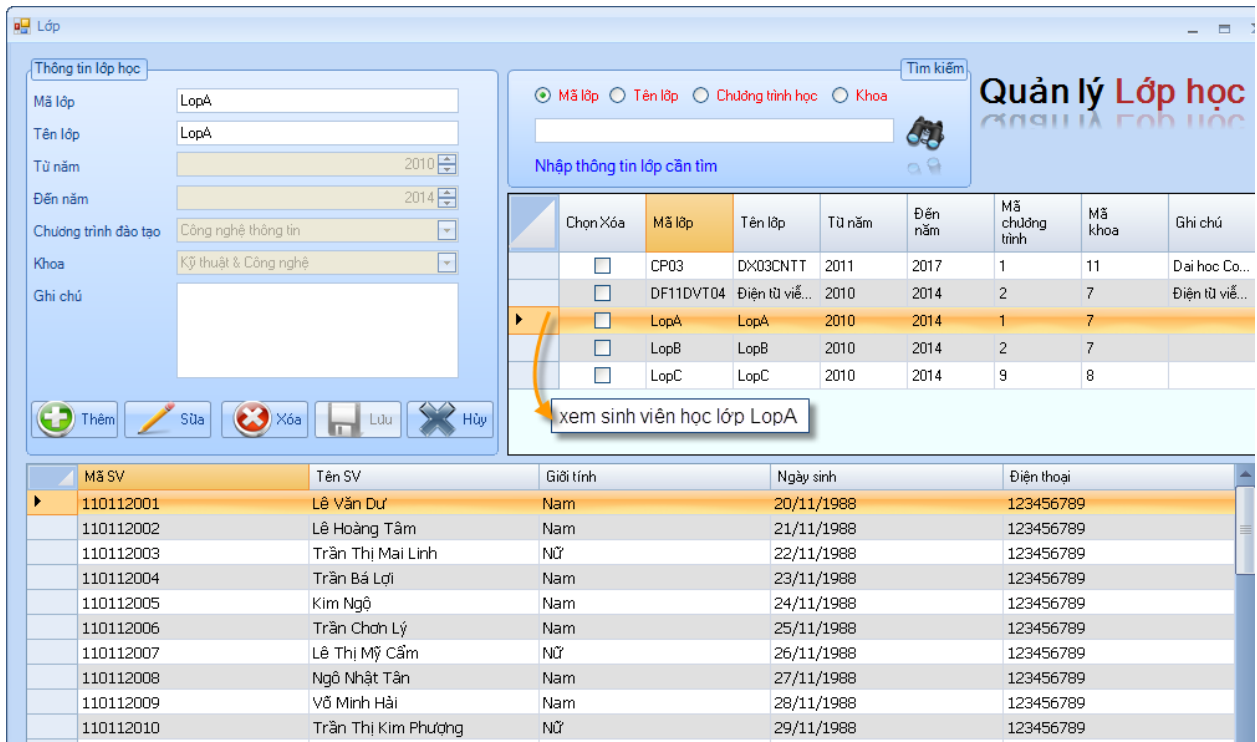 Lớp
Thông tin lớp học
Mã lớp LopA
Tên lớp LopA
Từ năm 2010
Đến năm 2014
Chương trình đào tạo Công nghệ thông tin
Khoa Kỹ thuật & Công nghệ
Ghi chú
Thêm Sửa Xóa Lưu Hủy
Tìm kiếm
Mã lớp Tên lớp Chương trình học Khoa
Nhập thông tin lớp cần tìm
Quản lý Lớp học
Chọn Xóa Mã lớp Tên lớp Từ năm Đến năm Mã chương trình Mã khoa Ghi chú
CP03 DX03CNTT 2011 2017 1 11 Dai hoc Co...
DF11DVT04 Điện tử viễ... 2010 2014 2 7 Điện tử viễ...
LopA LopA 2010 2014 1 7
LopB LopB 2010 2014 2 7
LopC LopC 2010 2014 9 8
xem sinh viên học lớp LopA
Mã SV Tên SV Giới tính Ngày sinh Điện thoại
110112001 Lê Văn Dư Nam 20/11/1988 123456789
110112002 Lê Hoàng Tâm Nam 21/11/1988 123456789
110112003 Trần Thị Mai Linh Nữ 22/11/1988 123456789
110112004 Trần Bá Lợi Nam 23/11/1988 123456789
110112005 Kim Ngộ Nam 24/11/1988 123456789
110112006 Trần Chơn Lý Nam 25/11/1988 123456789
110112007 Lê Thị Mỹ Cẩm Nữ 26/11/1988 123456789
110112008 Ngô Nhật Tân Nam 27/11/1988 123456789
110112009 Võ Minh Hải Nam 28/11/1988 123456789
110112010 Trần Thị Kim Phượng Nữ 29/11/1988 123456789